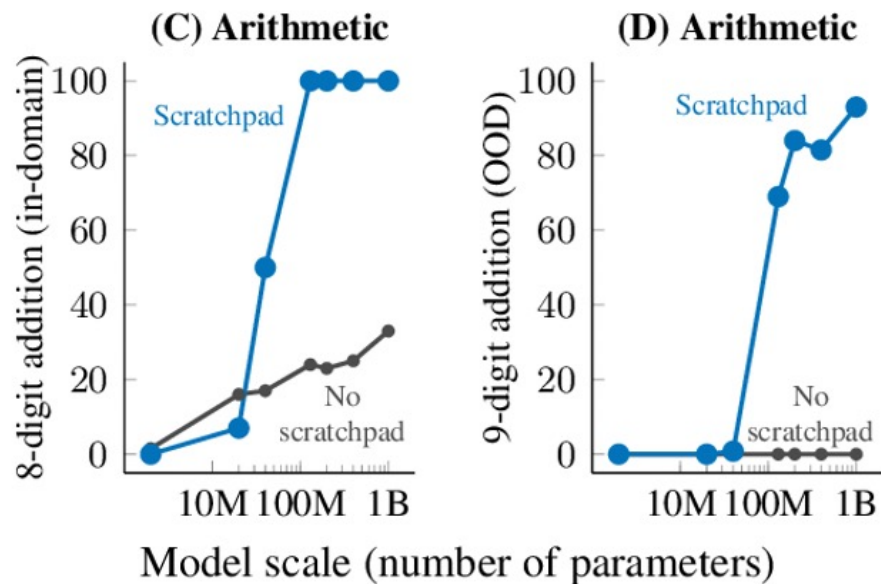 (C) Arithmetic
8-digit addition (in-domain)
100
80
60
40
20
0
Scratchpad
No
scratchpad
10M 100M 1B
(D) Arithmetic
9-digit addition (OOD)
100
80
60
40
20
0
Scratchpad
No
scratchpad
10M 100M 1B
Model scale (number of parameters)